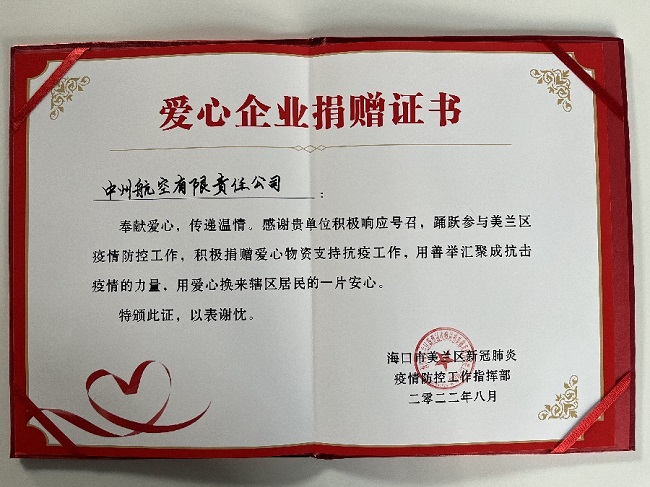 爱心企业捐赠证书
中州航空有限责任公司：
奉献爱心，传递温情。感谢贵单位积极响应号召，踊跃参与美兰区
疫情防控工作，积极捐赠爱心物资支持抗疫工作，用善举汇聚成抗击
疫情的力量，用爱心换来辖区居民的一片安心。
特颁此证，以表谢忱。
海口市美兰区新冠肺炎
疫情防控工作指挥部
二零二二年八月